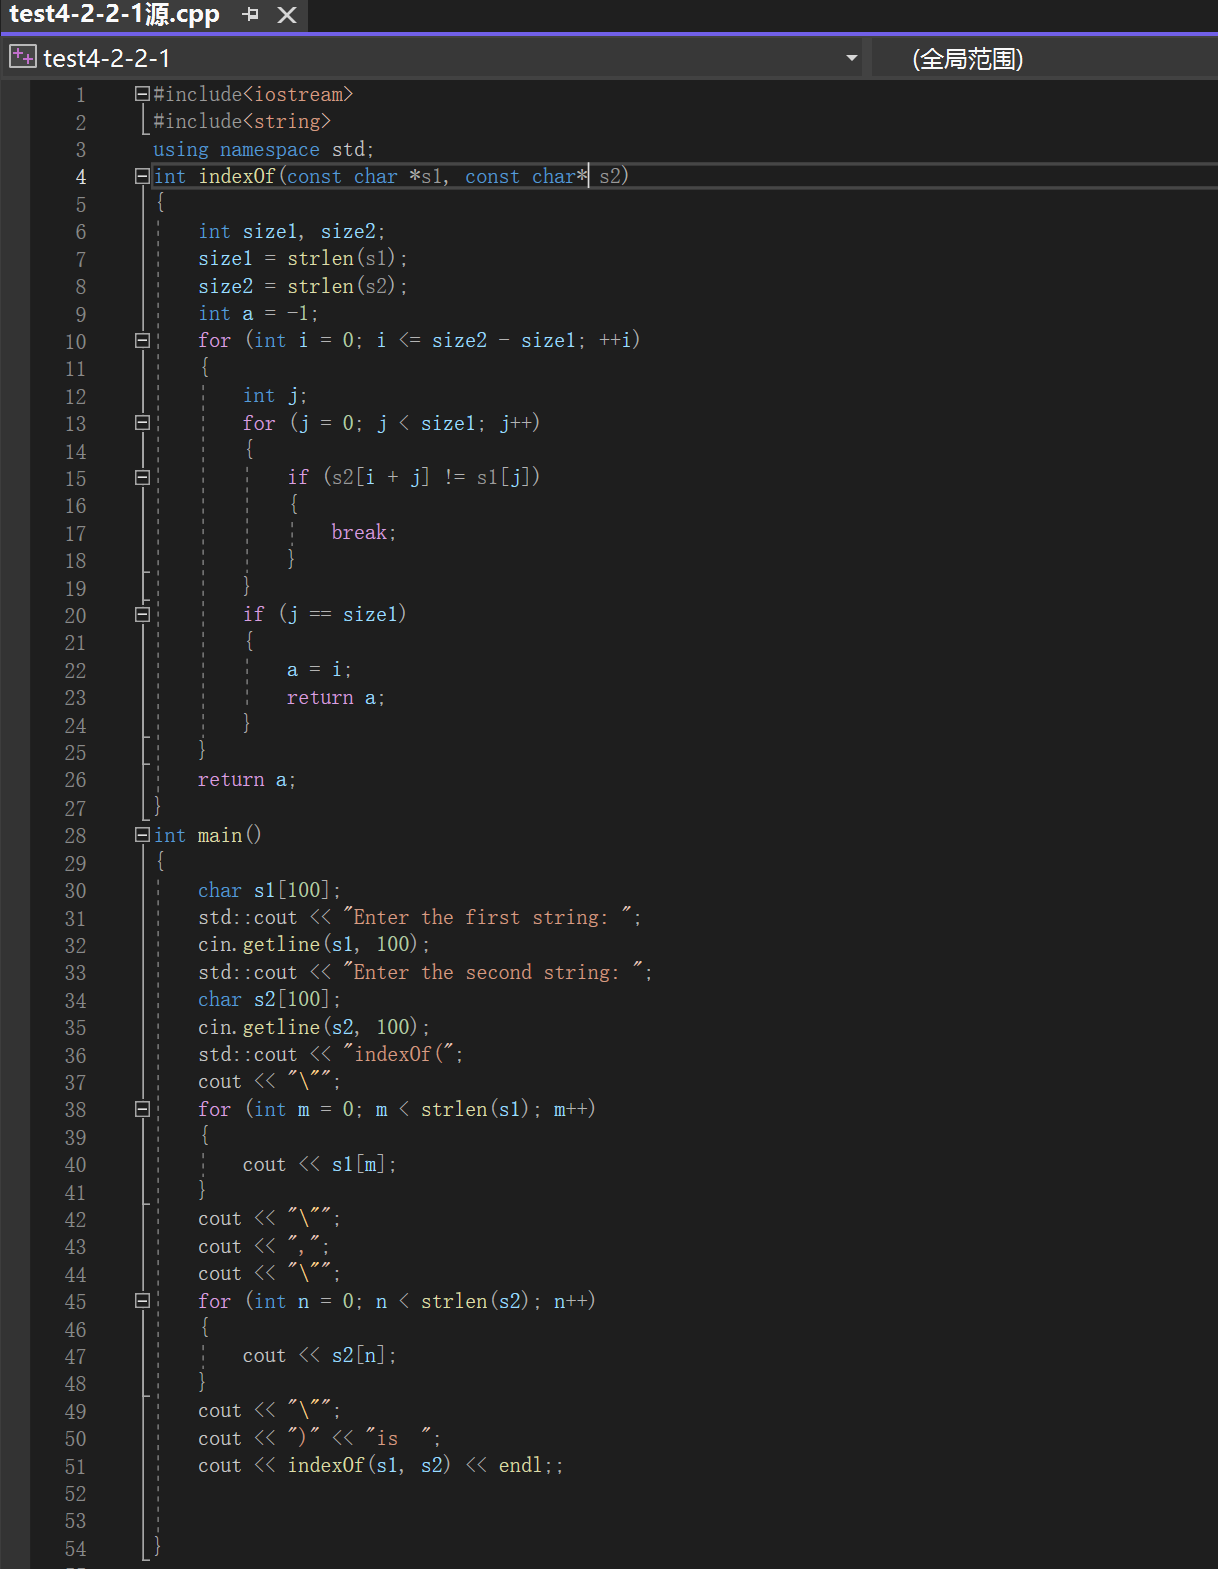 test4-2-2-1源.cpp
test4-2-2-1 (全局范围)
1 #include<iostream>
2 #include<string>
3 using namespace std;
4 int indexOf(const char *s1, const char* s2)
5 {
6 int size1, size2;
7 size1 = strlen(s1);
8 size2 = strlen(s2);
9 int a = -1;
10 for (int i = 0; i <= size2 - size1; ++i)
11 {
12 int j;
13 for (j = 0; j < size1; j++)
14 {
15 if (s2[i + j] != s1[j])
16 {
17 break;
18 }
19 }
20 if (j == size1)
21 {
22 a = i;
23 return a;
24 }
25 }
26 return a;
27 }
28 int main()
29 {
30 char s1[100];
31 std::cout << "Enter the first string: ";
32 cin.getline(s1, 100);
33 std::cout << "Enter the second string: ";
34 char s2[100];
35 cin.getline(s2, 100);
36 std::cout << "indexOf(";
37 cout << "\"";
38 for (int m = 0; m < strlen(s1); m++)
39 {
40 cout << s1[m];
41 }
42 cout << "\"";
43 cout << ",";
44 cout << "\"";
45 for (int n = 0; n < strlen(s2); n++)
46 {
47 cout << s2[n];
48 }
49 cout << "\"";
50 cout << ")" << "is  ";
51 cout << indexOf(s1, s2) << endl;;
52
53
54 }